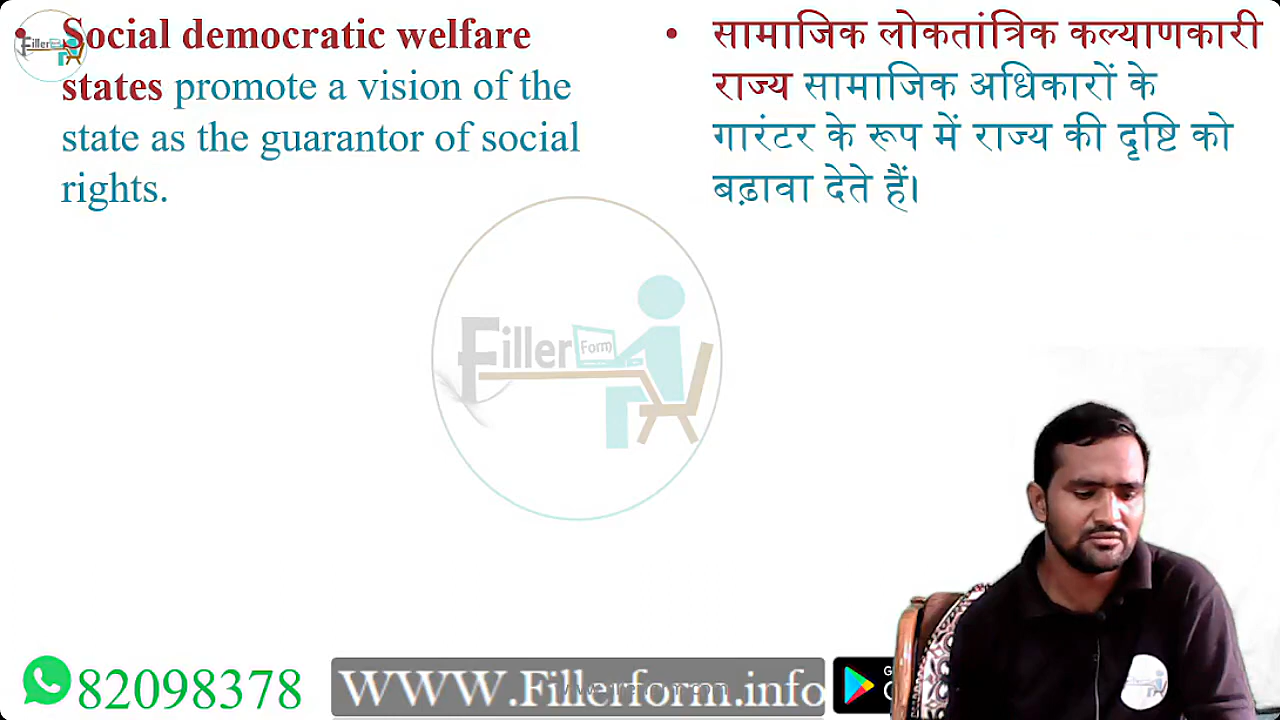 • Social democratic welfare
states promote a vision of the
state as the guarantor of social
rights.
• सामाजिक लोकतांत्रिक कल्याणकारी
राज्य सामाजिक अधिकारों के
गारंटर के रूप में राज्य की दृष्टि को
बढ़ावा देते हैं।
Filler Form
82098378
WWW.Fillerform.info